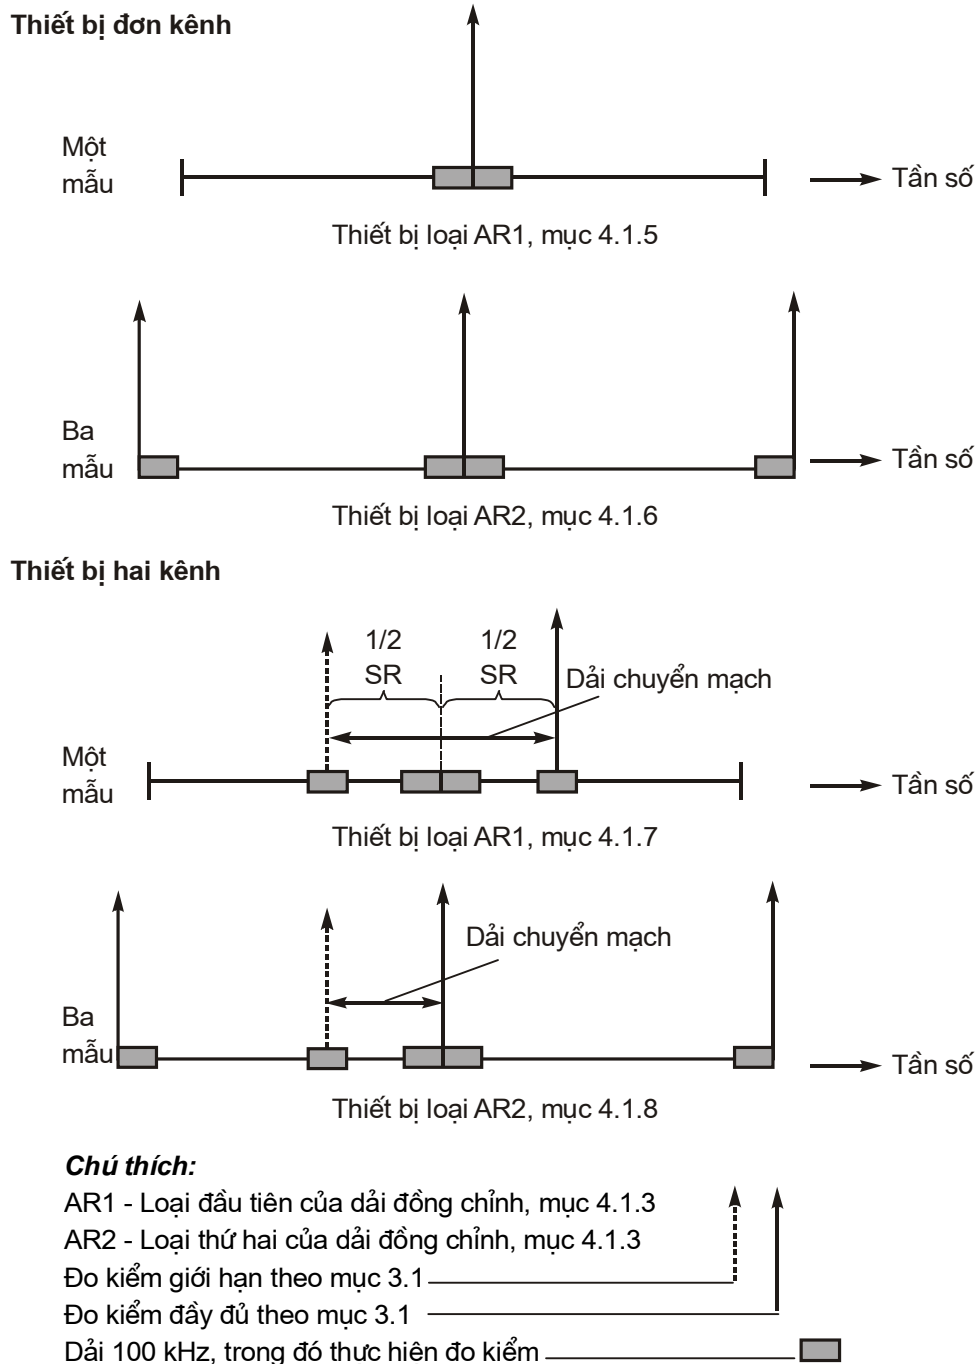 Thiết bị đơn kênh
Một
mẫu
Tần số
Thiết bị loại AR1, mục 4.1.5
Ba
mẫu
Tần số
Thiết bị loại AR2, mục 4.1.6
Thiết bị hai kênh
1/2
SR
1/2
SR
Dải chuyển mạch
Một
mẫu
Tần số
Thiết bị loại AR1, mục 4.1.7
Dải chuyển mạch
Ba
mẫu
Tần số
Thiết bị loại AR2, mục 4.1.8
Chú thích:
AR1 - Loại đầu tiên của dải đồng chỉnh, mục 4.1.3
AR2 - Loại thứ hai của dải đồng chỉnh, mục 4.1.3
Đo kiểm giới hạn theo mục 3.1
Đo kiểm đầy đủ theo mục 3.1
Dải 100 kHz, trong đó thực hiện đo kiểm